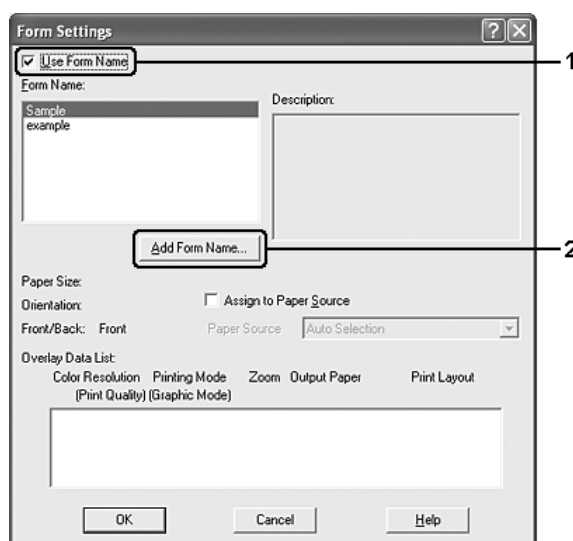 Form Settings
Use Form Name
1
Form Name:
Description:
Sample
example
Add Form Name...
2
Paper Size:
Orientation:
Assign to Paper Source
Front/Back: Front
Paper Source
Auto Selection
Overlay Data List:
Color Resolution Printing Mode Zoom Output Paper Print Layout
(Print Quality) (Graphic Mode)
OK Cancel Help